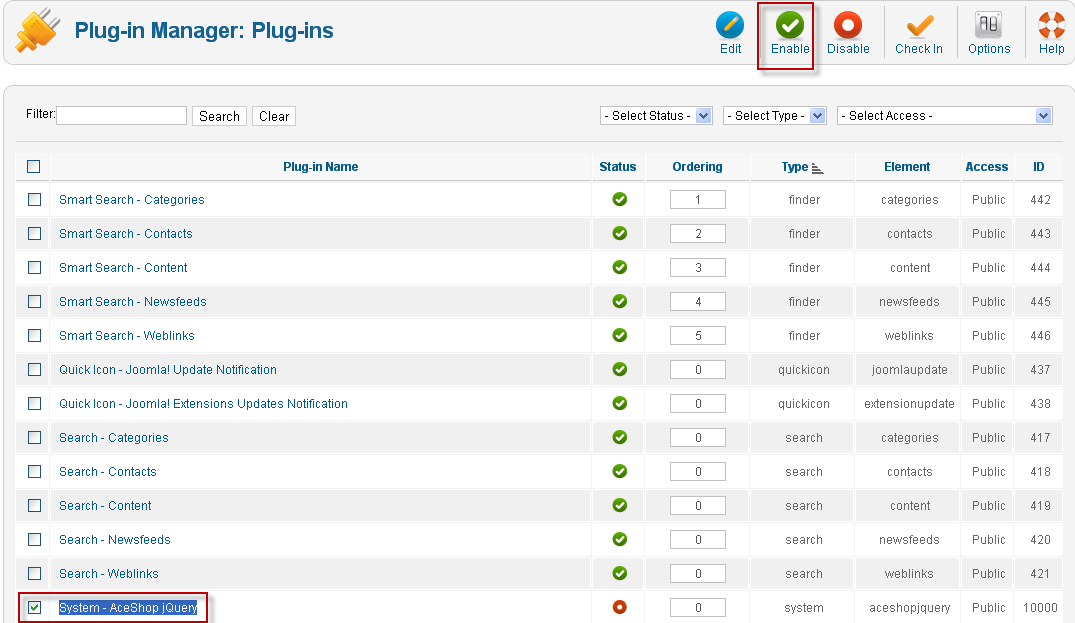 Plug-in Manager: Plug-ins
Edit Enable Disable Check In Options Help
Filter: Search Clear - Select Status - - Select Type - - Select Access -
Plug-in Name Status Ordering Type Element Access ID
Smart Search - Categories 1 finder categories Public 442
Smart Search - Contacts 2 finder contacts Public 443
Smart Search - Content 3 finder content Public 444
Smart Search - Newsfeeds 4 finder newsfeeds Public 445
Smart Search - Weblinks 5 finder weblinks Public 446
Quick Icon - Joomla! Update Notification 0 quickicon joomlaupdate Public 437
Quick Icon - Joomla! Extensions Updates Notification 0 quickicon extensionupdate Public 438
Search - Categories 0 search categories Public 417
Search - Contacts 0 search contacts Public 418
Search - Content 0 search content Public 419
Search - Newsfeeds 0 search newsfeeds Public 420
Search - Weblinks 0 search weblinks Public 421
System - AceShop jQuery 0 system aceshopjquery Public 10000